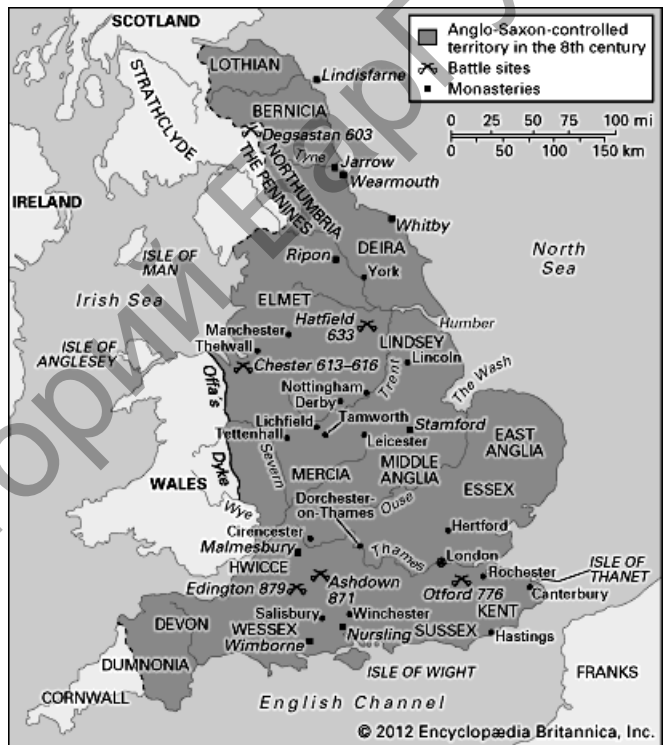 SCOTLAND
Anglo-Saxon-controlled
territory in the 8th century
Battle sites
Monasteries
0 50 100 mi
0 50 100 150 km
LOTHIAN
Lindisfarne
STRATHCLYDE
BERNICIA
Degsastan 603
Tyne
Jarrow
Wearmouth
NORTHUMBRIA
THE PENNINES
IRELAND
Whitby
ISLE OF
MAN
Ripon
DEIRA
York
North
Sea
Irish Sea
ELMET
Hatfield
633
Humber
ISLE OF
ANGLESEY
Manchester
Thelwall
LINDSEY
Lincoln
Chester 613–616
Trent
The Wash
Offa's
Dyke
Nottingham
Derby
Lichfield
Tamworth
Tettenhall
Stamford
Leicester
EAST
ANGLIA
Severn
WALES
MERCIA
MIDDLE
ANGLIA
ESSEX
Wye
Dorchester-
on-Thames
Ouse
Cirencester
Malmesbury
Hertford
Thames
London
HWICCE
ISLE OF
THANET
Rochester
Edington 879
Ashdown
871
Otford 776
Canterbury
KENT
Salisbury
Winchester
DEVON
WESSEX
Nursling
SUSSEX
Hastings
Wimborne
DUMNONIA
ISLE OF WIGHT
FRANKS
CORNWALL
English Channel
© 2012 Encyclopædia Britannica, Inc.